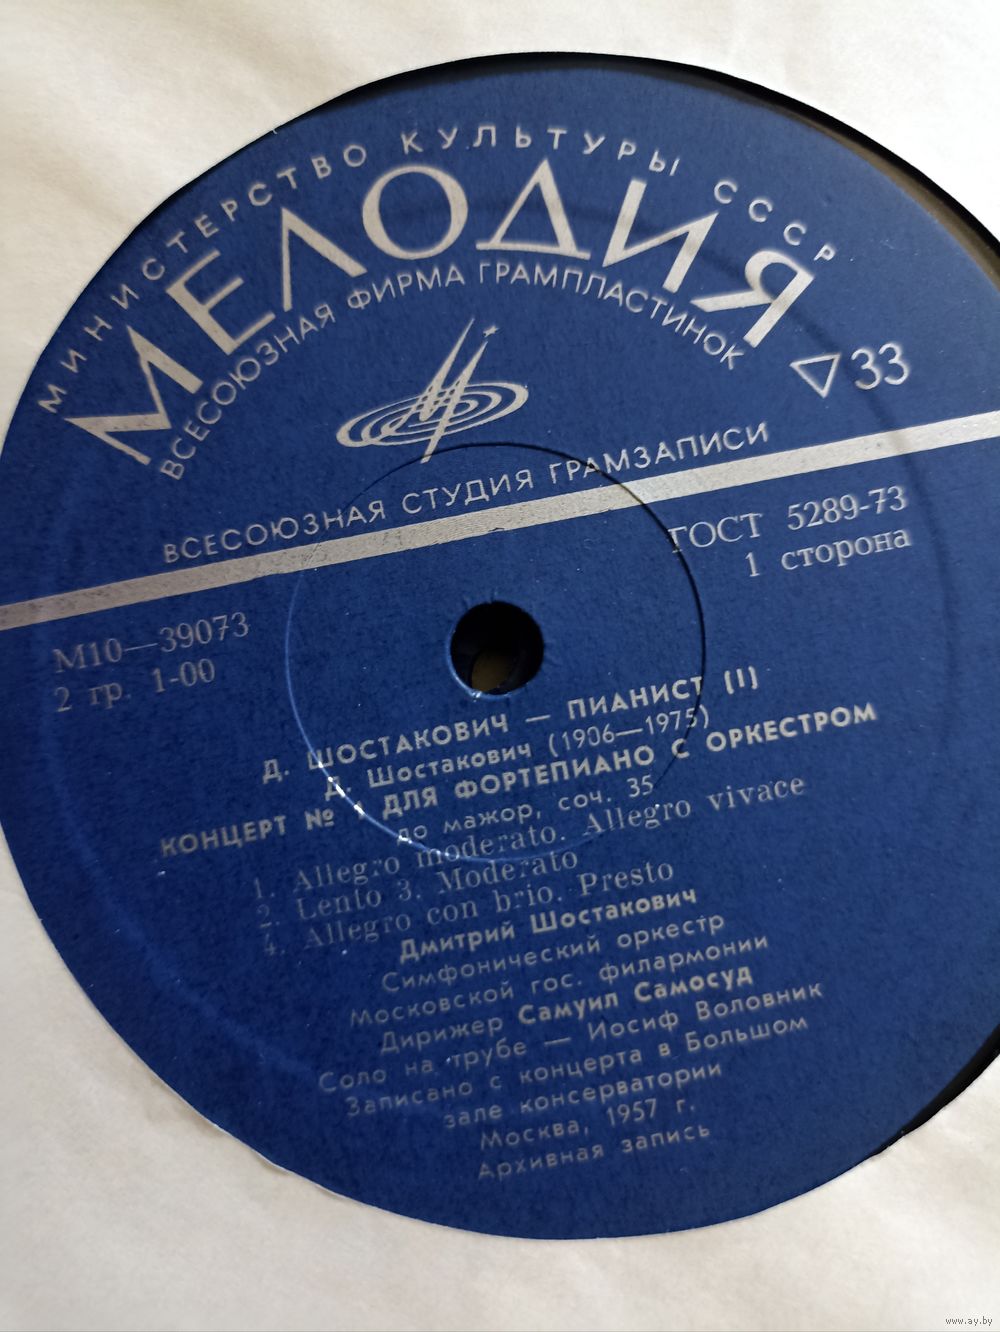 МИНИСТЕРСТВО КУЛЬТУРЫ СССР
МЕЛОДИЯ
ВСЕСОЮЗНАЯ ФИРМА ГРАМПЛАСТИНОК
33
ВСЕСОЮЗНАЯ СТУДИЯ ГРАМЗАПИСИ
ГОСТ 5289-73
1 сторона
М10—39073
2 гр. 1-00
Д. ШОСТАКОВИЧ — ПИАНИСТ (I)
Д. Шостакович (1906—1975)
КОНЦЕРТ № ДЛЯ ФОРТЕПИАНО С ОРКЕСТРОМ
до мажор, соч. 35
1. Allegro moderato. Allegro vivace
2. Lento 3. Moderato
4. Allegro con brio. Presto
Дмитрий Шостакович
Симфонический оркестр
Московской гос. филармонии
Дирижер Самуил Самосуд
Соло на трубе — Иосиф Воловник
Записано с концерта в Большом
зале консерватории
Москва, 1957 г.
Архивная запись
www.ay.by